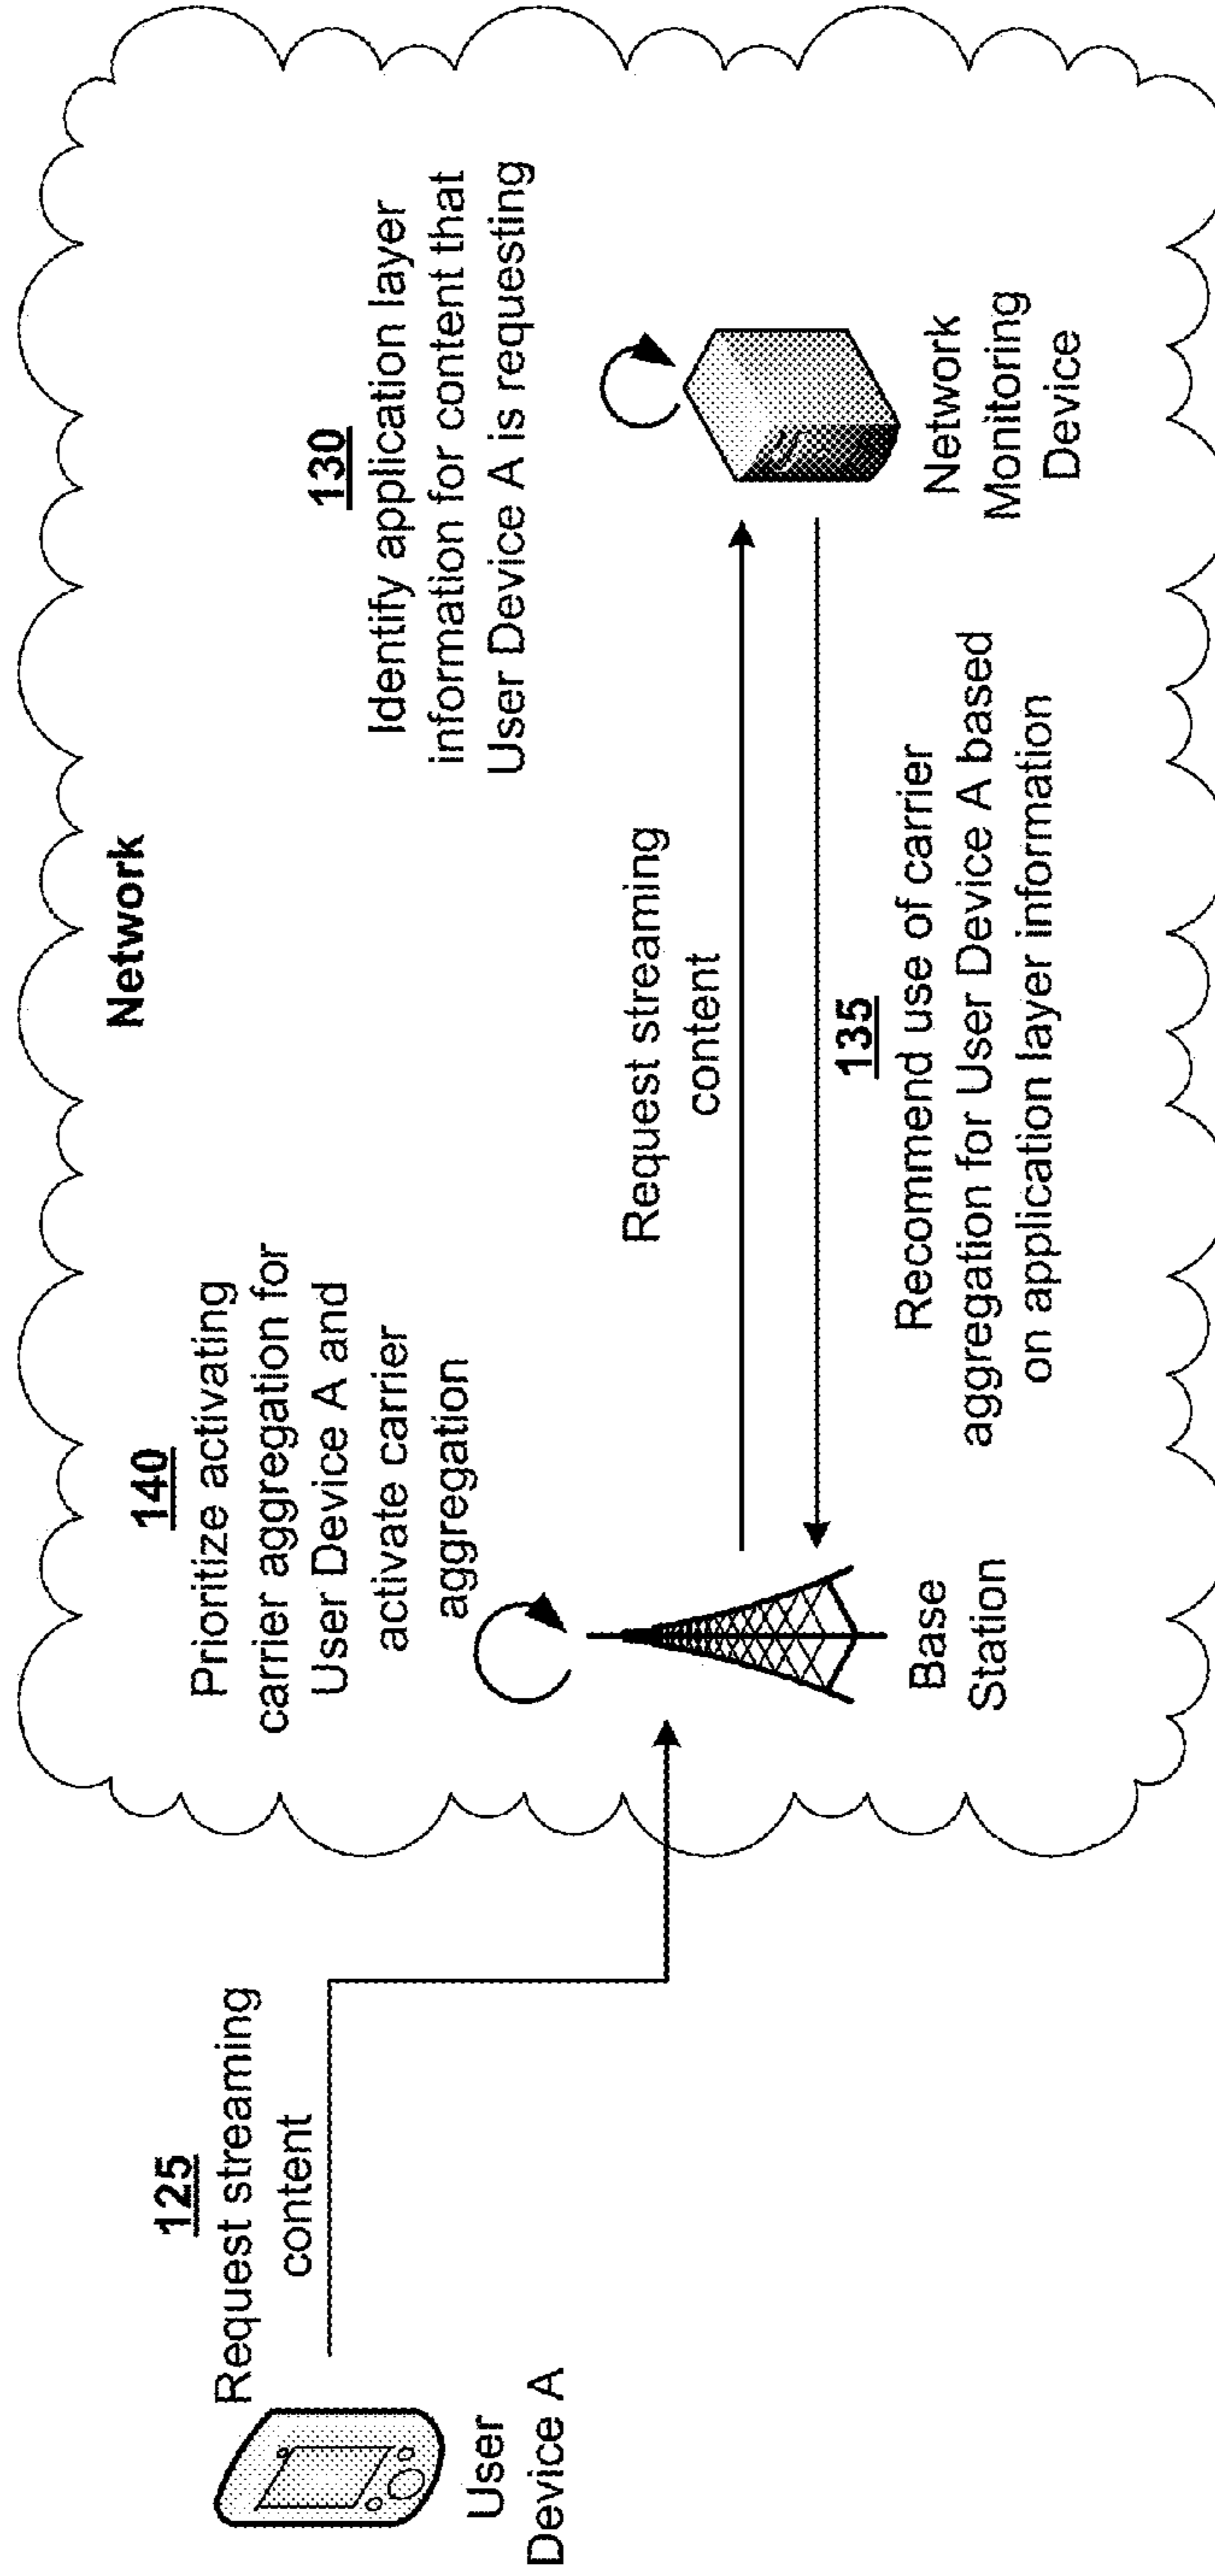 Network
125
Request streaming
content
User
Device A
140
Prioritize activating
carrier aggregation for
User Device A and
activate carrier
aggregation
Base
Station
Request streaming
content
135
Recommend use of carrier
aggregation for User Device A based
on application layer information
130
Identify application layer
information for content that
User Device A is requesting
Network
Monitoring
Device